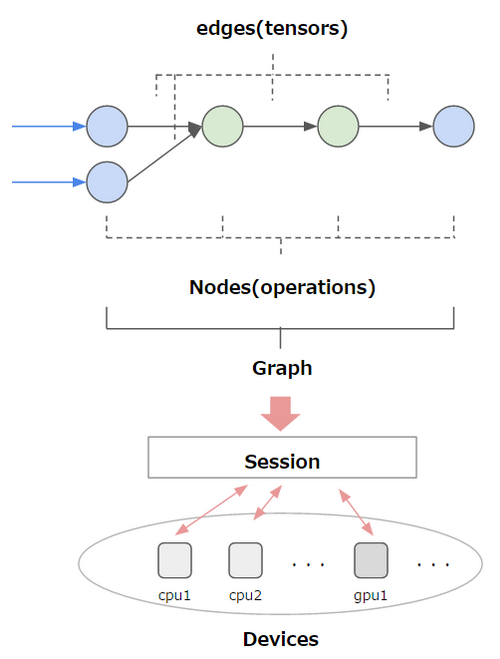 edges(tensors)
Nodes(operations)
Graph
Session
cpu1 cpu2 . . . gpu1 . . .
Devices